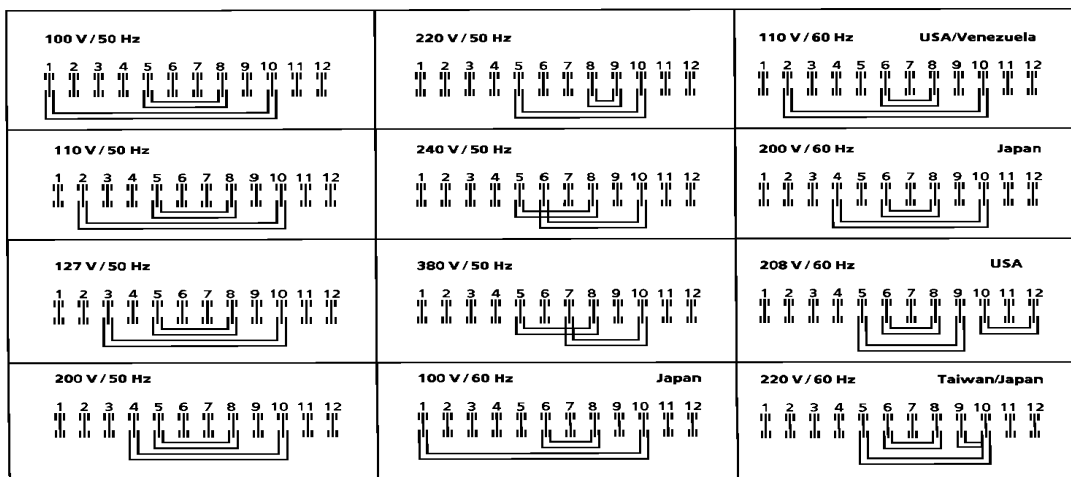 100 V / 50 Hz
1 2 3 4 5 6 7 8 9 10 11 12
220 V / 50 Hz
1 2 3 4 5 6 7 8 9 10 11 12
110 V / 60 Hz USA/Venezuela
1 2 3 4 5 6 7 8 9 10 11 12
110 V / 50 Hz
1 2 3 4 5 6 7 8 9 10 11 12
240 V / 50 Hz
1 2 3 4 5 6 7 8 9 10 11 12
200 V / 60 Hz Japan
1 2 3 4 5 6 7 8 9 10 11 12
127 V / 50 Hz
1 2 3 4 5 6 7 8 9 10 11 12
380 V / 50 Hz
1 2 3 4 5 6 7 8 9 10 11 12
208 V / 60 Hz USA
1 2 3 4 5 6 7 8 9 10 11 12
200 V / 50 Hz
1 2 3 4 5 6 7 8 9 10 11 12
100 V / 60 Hz Japan
1 2 3 4 5 6 7 8 9 10 11 12
220 V / 60 Hz Taiwan/Japan
1 2 3 4 5 6 7 8 9 10 11 12